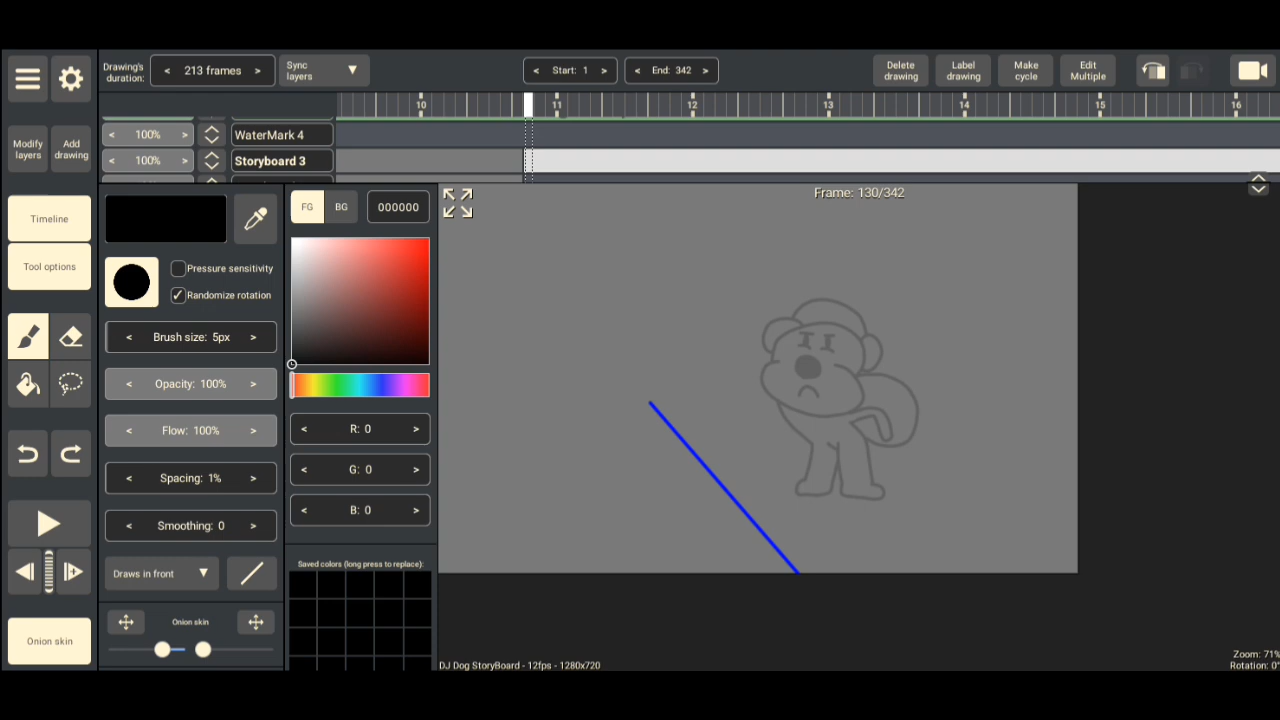 Drawing's duration:
< 213 frames >
Sync layers ▼
< Start: 1 >
< End: 342 >
Delete drawing
Label drawing
Make cycle
Edit Multiple
10 11 12 13 14 15 16
Modify layers
Add drawing
< 100% > WaterMark 4
< 100% > Storyboard 3
Timeline
Tool options
FG BG 000000
Frame: 130/342
Pressure sensitivity
Randomize rotation
< Brush size: 5px >
< Opacity: 100% >
< Flow: 100% >
< Spacing: 1% >
< Smoothing: 0 >
< R: 0 >
< G: 0 >
< B: 0 >
Draws in front ▼
Saved colors (long press to replace):
Onion skin
Onion skin
DJ Dog StoryBoard - 12fps - 1280x720
Zoom: 71%
Rotation: 0°